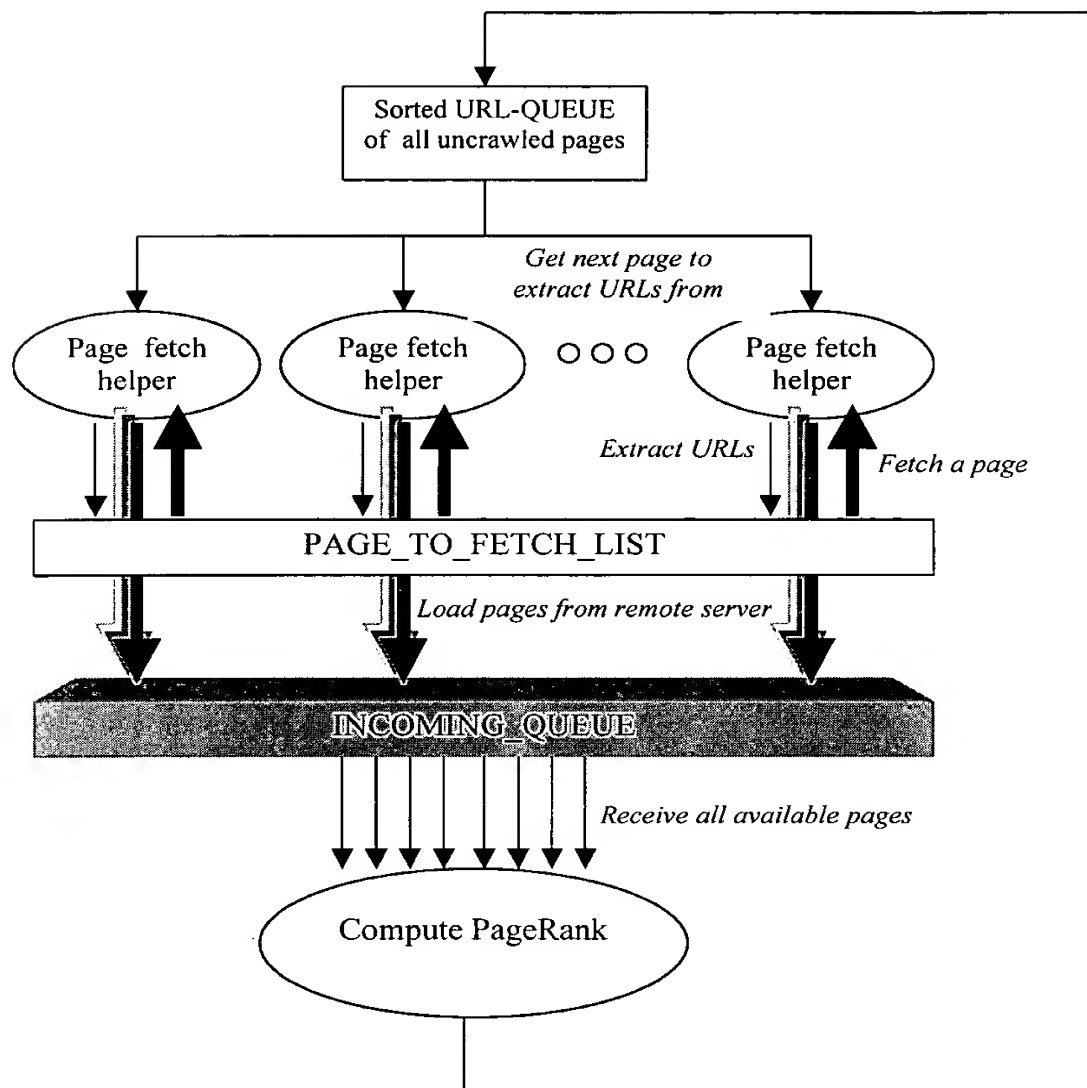 Sorted URL-QUEUE
of all uncrawled pages
Get next page to
extract URLs from
Page fetch
helper
Page fetch
helper
Page fetch
helper
Extract URLs
Fetch a page
PAGE_TO_FETCH_LIST
Load pages from remote server
INCOMING_QUEUE
Receive all available pages
Compute PageRank